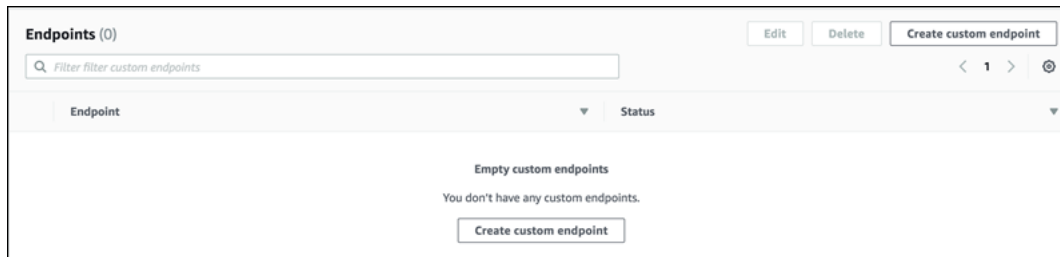 Endpoints (0) Edit Delete Create custom endpoint
Filter filter custom endpoints < 1 >
Endpoint Status
Empty custom endpoints
You don't have any custom endpoints.
Create custom endpoint